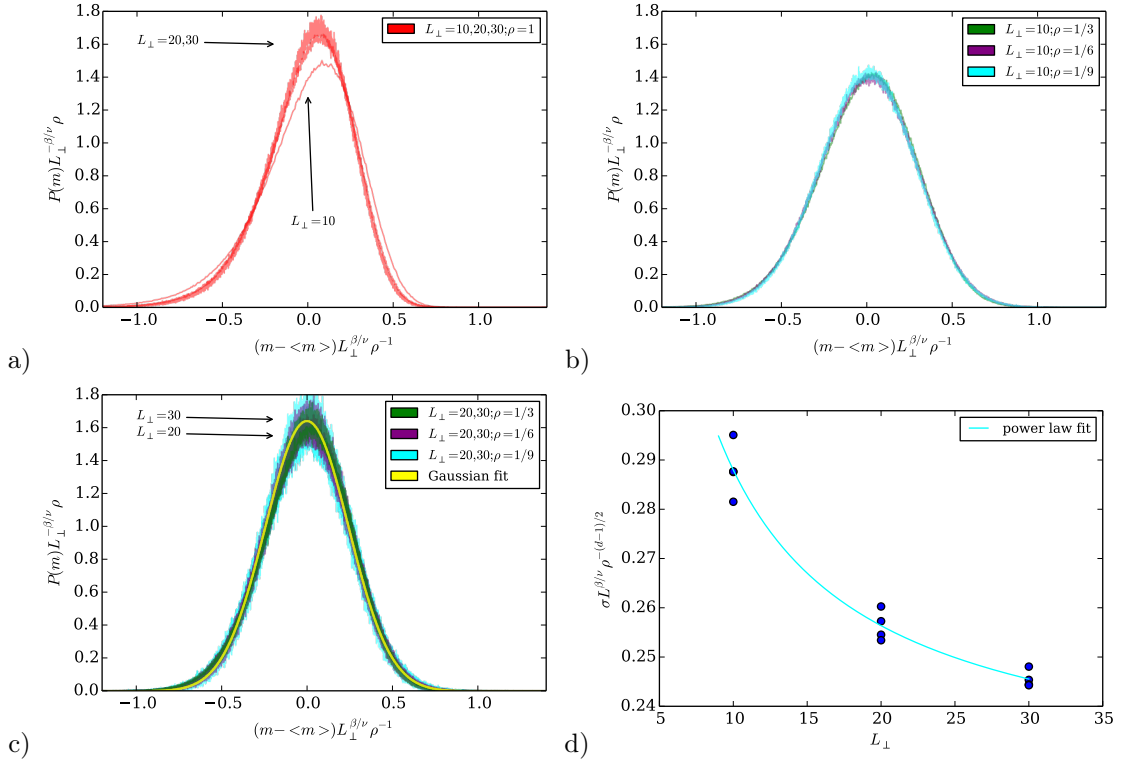 L⊥=20,30
L⊥=10,20,30;ρ=1
L⊥=10
P(m)L⊥^{−β/ν} ρ
0.0
0.2
0.4
0.6
0.8
1.0
1.2
1.4
1.6
1.8
−1.0
−0.5
0.0
0.5
1.0
(m−<m>)L⊥^{β/ν} ρ^{−1}
a)
L⊥=10;ρ=1/3
L⊥=10;ρ=1/6
L⊥=10;ρ=1/9
P(m)L⊥^{−β/ν} ρ
0.0
0.2
0.4
0.6
0.8
1.0
1.2
1.4
1.6
1.8
−1.0
−0.5
0.0
0.5
1.0
(m−<m>)L⊥^{β/ν} ρ^{−1}
b)
L⊥=30
L⊥=20
L⊥=20,30;ρ=1/3
L⊥=20,30;ρ=1/6
L⊥=20,30;ρ=1/9
Gaussian fit
P(m)L⊥^{−β/ν} ρ
0.0
0.2
0.4
0.6
0.8
1.0
1.2
1.4
1.6
1.8
−1.0
−0.5
0.0
0.5
1.0
(m−<m>)L⊥^{β/ν} ρ^{−1}
c)
power law fit
σL^{β/ν} ρ^{−(d−1)/2}
0.24
0.25
0.26
0.27
0.28
0.29
0.30
5
10
15
20
25
30
35
L⊥
d)